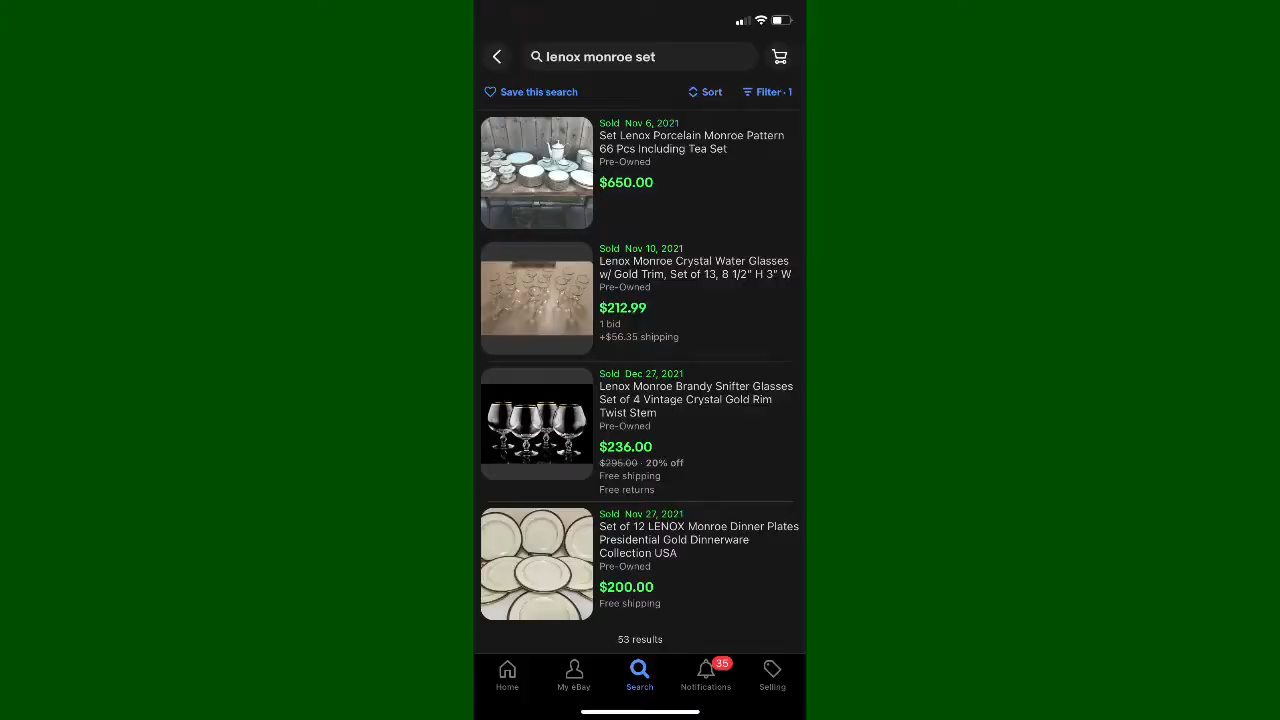 lenox monroe set
Save this search
Sort
Filter · 1
Sold Nov 6, 2021
Set Lenox Porcelain Monroe Pattern
66 Pcs Including Tea Set
Pre-Owned
$650.00
Sold Nov 10, 2021
Lenox Monroe Crystal Water Glasses
w/ Gold Trim, Set of 13, 8 1/2" H 3" W
Pre-Owned
$212.99
1 bid
+$56.35 shipping
Sold Dec 27, 2021
Lenox Monroe Brandy Snifter Glasses
Set of 4 Vintage Crystal Gold Rim
Twist Stem
Pre-Owned
$236.00
$295.00 · 20% off
Free shipping
Free returns
Sold Nov 27, 2021
Set of 12 LENOX Monroe Dinner Plates
Presidential Gold Dinnerware
Collection USA
Pre-Owned
$200.00
Free shipping
53 results
35
Home
My eBay
Search
Notifications
Selling